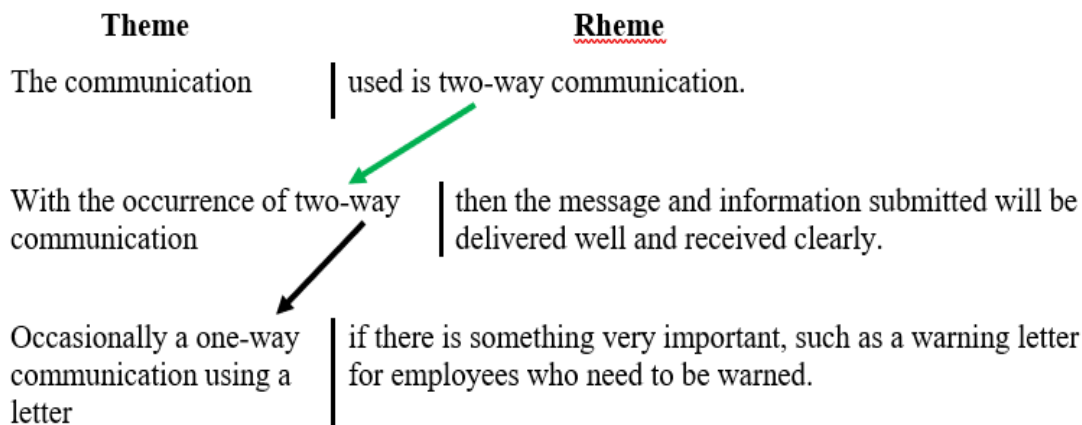 Theme Rheme
The communication used is two-way communication.
With the occurrence of two-way then the message and information submitted will be
communication delivered well and received clearly.
Occasionally a one-way if there is something very important, such as a warning letter
communication using a for employees who need to be warned.
letter